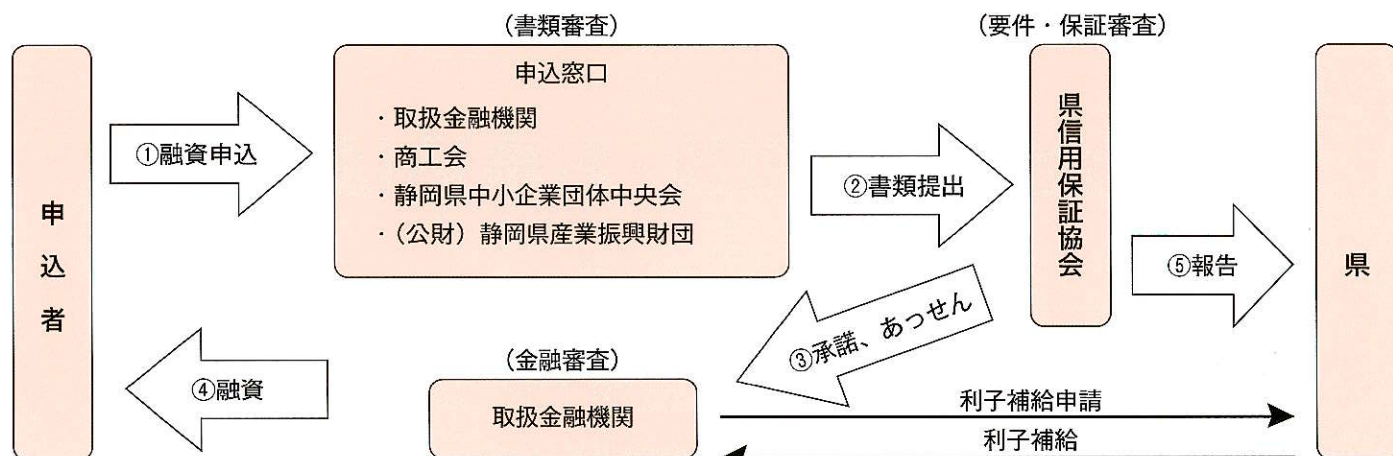 (書類審査)
(要件・保証審査)
申込者
①融資申込
申込窓口
・取扱金融機関
・商工会
・静岡県中小企業団体中央会
・(公財)静岡県産業振興財団
②書類提出
県信用保証協会
⑤報告
県
③承諾、あっせん
④融資
(金融審査)
取扱金融機関
利子補給申請
利子補給